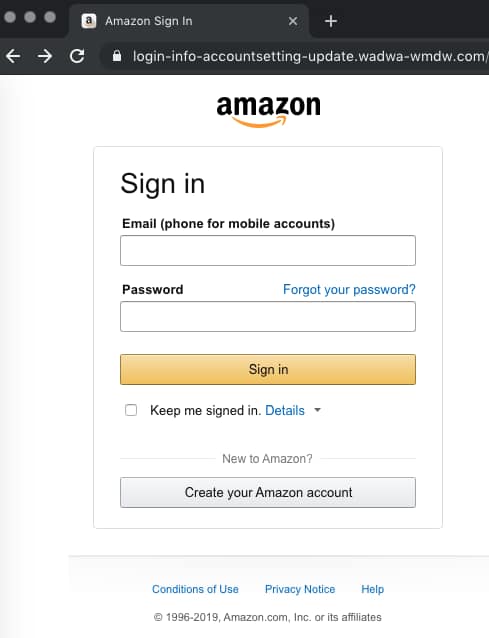 Amazon Sign In
login-info-accountsetting-update.wadwa-wmdw.com/
amazon
Sign in
Email (phone for mobile accounts)
Password Forgot your password?
Sign in
Keep me signed in. Details
New to Amazon?
Create your Amazon account
Conditions of Use Privacy Notice Help
© 1996-2019, Amazon.com, Inc. or its affiliates